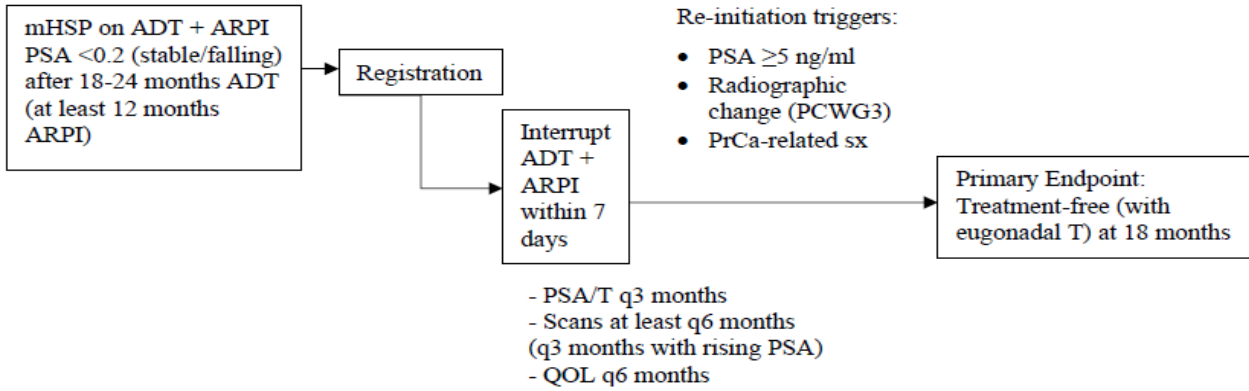 mHSP on ADT + ARPI
PSA <0.2 (stable/falling)
after 18-24 months ADT
(at least 12 months
ARPI)
Registration
Interrupt
ADT +
ARPI
within 7
days
Re-initiation triggers:
• PSA ≥5 ng/ml
• Radiographic
change (PCWG3)
• PrCa-related sx
Primary Endpoint:
Treatment-free (with
eugonadal T) at 18 months
- PSA/T q3 months
- Scans at least q6 months
(q3 months with rising PSA)
- QOL q6 months